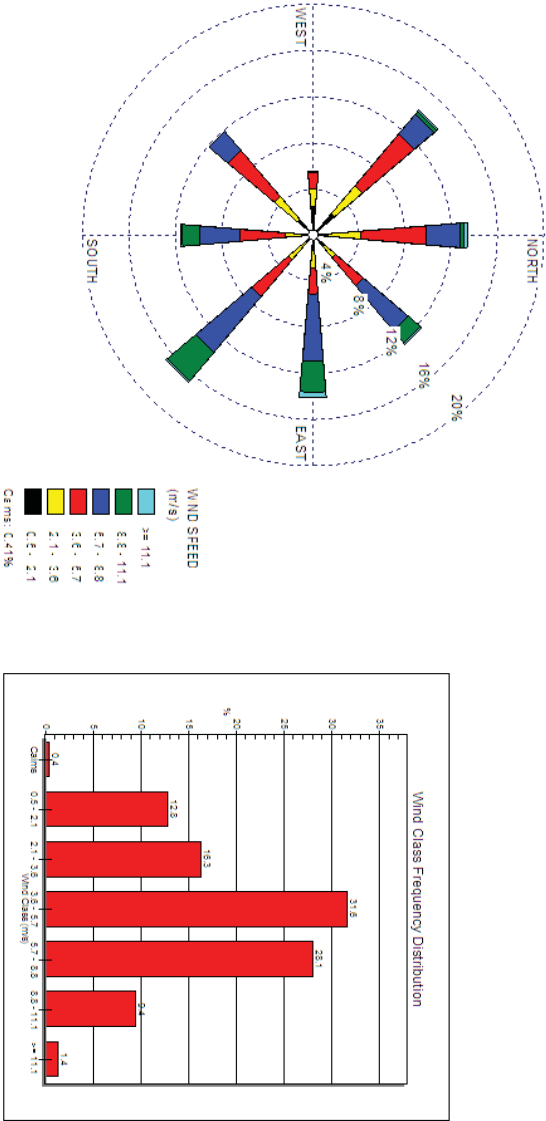 NORTH
WEST
EAST
SOUTH
4%
8%
12%
16%
20%
WIND SPEED
(m/s)
>= 11.1
8.8 - 11.1
5.7 - 8.8
3.6 - 5.7
2.1 - 3.6
0.5 - 2.1
Calms: 0.41%
Wind Class Frequency Distribution
%
35
30
25
20
15
10
5
0
0.4
12.8
16.3
31.6
28.1
9.4
1.4
Calms
0.5 - 2.1
2.1 - 3.6
3.6 - 5.7
5.7 - 8.8
8.8 - 11.1
>= 11.1
Wind Class (m/s)